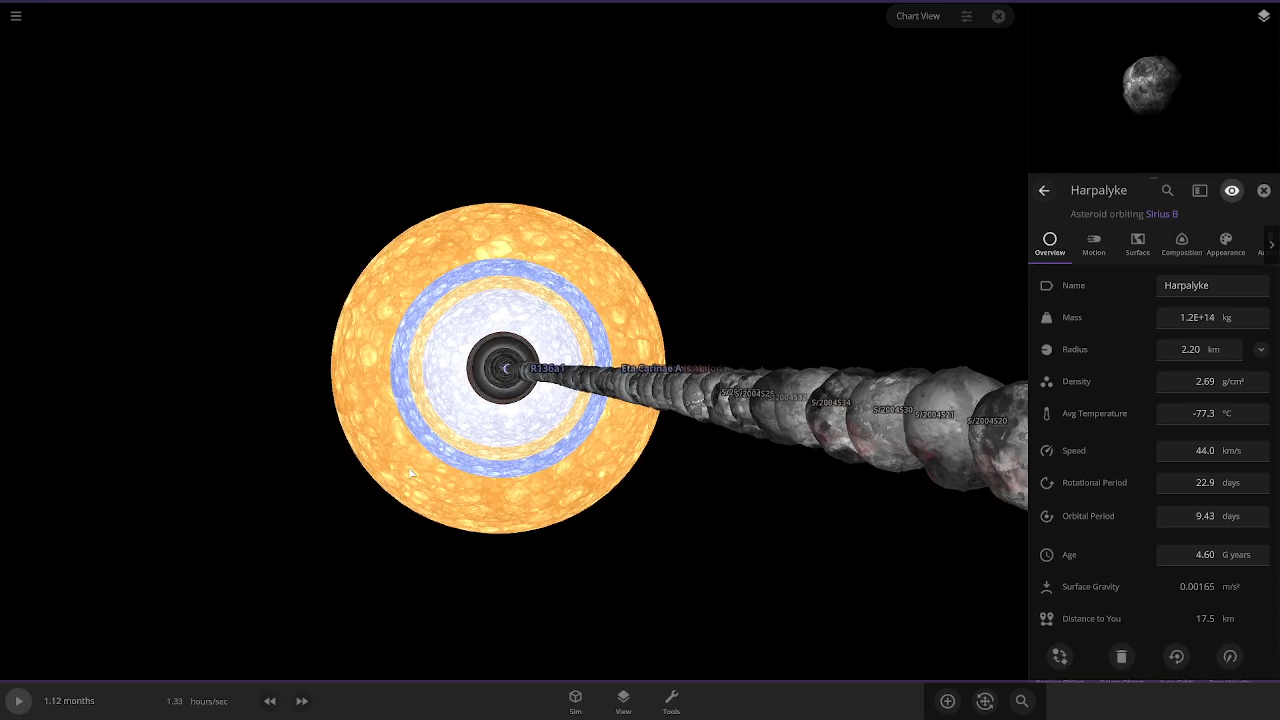 Chart View
Harpalyke
Asteroid orbiting Sirius B
Overview
Motion
Surface
Composition
Appearance
Name
Harpalyke
Mass
1.2E+14 kg
Radius
2.20 km
Density
2.69 g/cm³
Avg Temperature
-77.3 °C
Speed
44.0 km/s
Rotational Period
22.9 days
Orbital Period
9.43 days
Age
4.60 G years
Surface Gravity
0.00165 m/s²
Distance to You
17.5 km
R136a1
Eta Carinae A
S/2004S34
S/2004S30
S/2004S21
S/2004S20
1.12 months
1.33 hours/sec
Sim
View
Tools